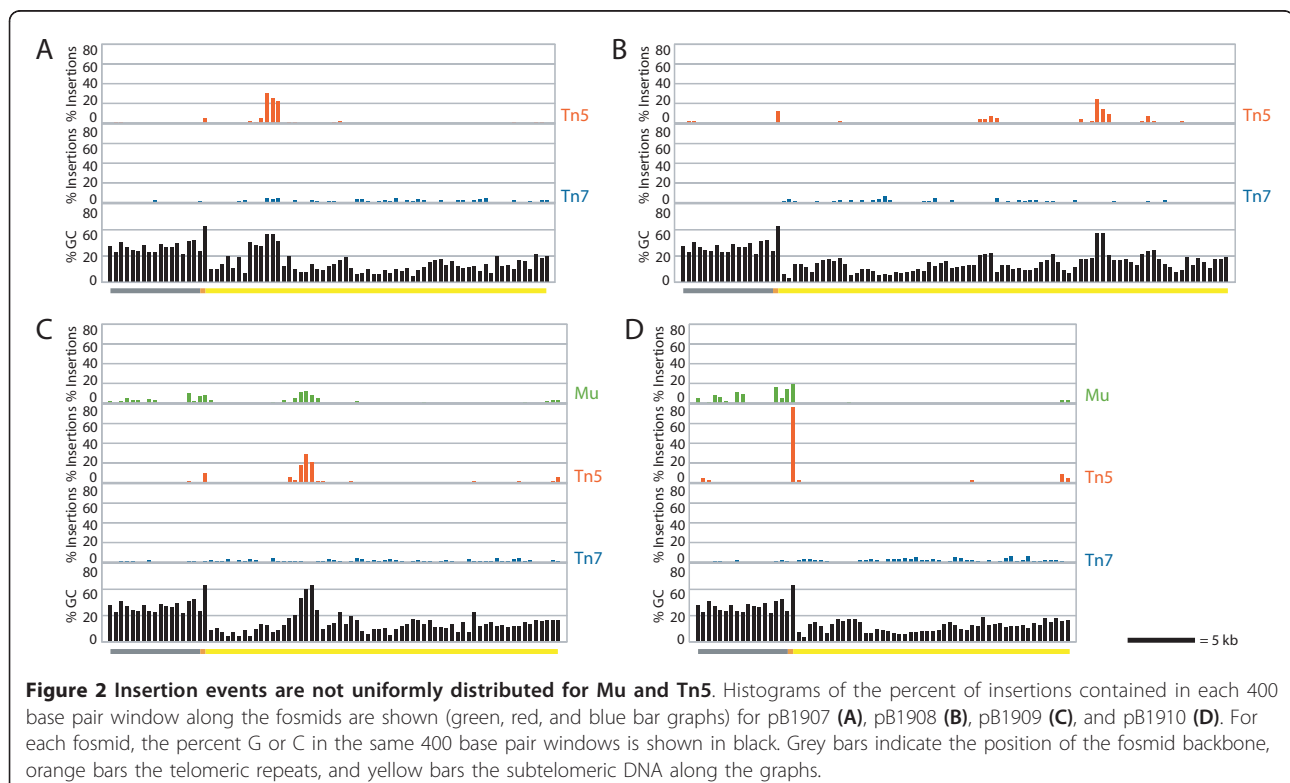 A
B
80
60
40
20
% Insertions
Tn5
80
60
40
20
% Insertions
Tn5
0
80
60
40
20
0
% Insertions
Tn7
0
80
60
40
20
0
% Insertions
Tn7
80
60
20
0
% GC
80
60
20
0
% GC
C
D
80
60
40
20
0
% Insertions
Mu
80
60
40
20
0
% Insertions
Mu
80
60
40
20
0
% Insertions
Tn5
80
60
40
20
0
% Insertions
Tn5
80
60
40
20
0
% Insertions
Tn7
80
60
40
20
0
% Insertions
Tn7
80
60
20
0
% GC
80
60
20
0
% GC
= 5 kb
Figure 2 Insertion events are not uniformly distributed for Mu and Tn5. Histograms of the percent of insertions contained in each 400
base pair window along the fosmids are shown (green, red, and blue bar graphs) for pB1907 (A), pB1908 (B), pB1909 (C), and pB1910 (D). For
each fosmid, the percent G or C in the same 400 base pair windows is shown in black. Grey bars indicate the position of the fosmid backbone,
orange bars the telomeric repeats, and yellow bars the subtelomeric DNA along the graphs.